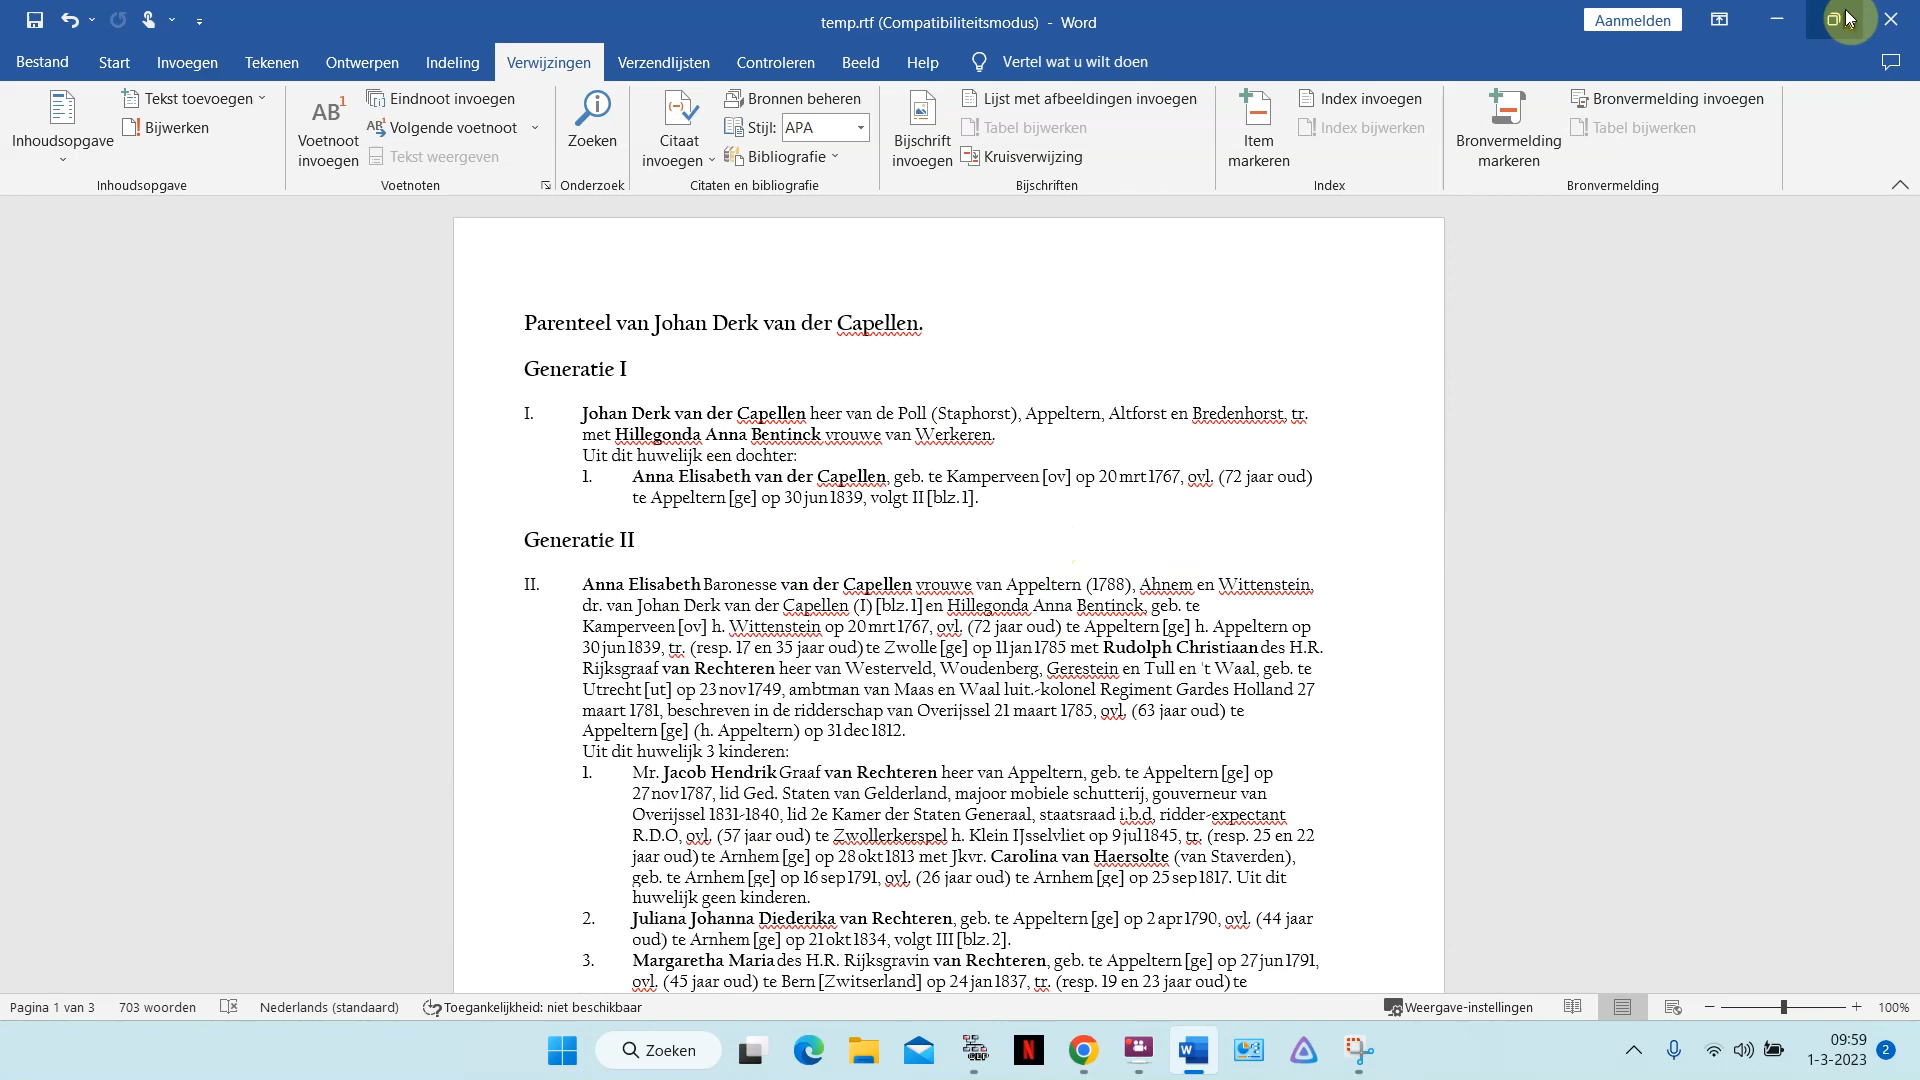 temp.rtf (Compatibiliteitsmodus) - Word
Aanmelden
Bestand Start Invoegen Tekenen Ontwerpen Indeling Verwijzingen Verzendlijsten Controleren Beeld Help Vertel wat u wilt doen
Inhoudsopgave
Tekst toevoegen
Bijwerken
Inhoudsopgave
AB1
Voetnoot
invoegen
Eindnoot invoegen
Volgende voetnoot
Tekst weergeven
Voetnoten
Zoeken
Onderzoek
Citaat
invoegen
Bronnen beheren
Stijl: APA
Bibliografie
Citaten en bibliografie
Bijschrift
invoegen
Lijst met afbeeldingen invoegen
Tabel bijwerken
Kruisverwijzing
Bijschriften
Item
markeren
Index invoegen
Index bijwerken
Index
Bronvermelding
markeren
Bronvermelding invoegen
Tabel bijwerken
Bronvermelding
Parenteel van Johan Derk van der Capellen.
Generatie I
I. Johan Derk van der Capellen heer van de Poll (Staphorst), Appeltern, Altforst en Bredenhorst, tr.
met Hillegonda Anna Bentinck vrouwe van Werkeren.
Uit dit huwelijk een dochter:
1. Anna Elisabeth van der Capellen, geb. te Kamperveen [ov] op 20 mrt 1767, ovl. (72 jaar oud)
te Appeltern [ge] op 30 jun 1839, volgt II [blz. 1].
Generatie II
II. Anna Elisabeth Baronesse van der Capellen vrouwe van Appeltern (1788), Ahnem en Wittenstein,
dr. van Johan Derk van der Capellen (I) [blz. 1] en Hillegonda Anna Bentinck, geb. te
Kamperveen [ov] h. Wittenstein op 20 mrt 1767, ovl. (72 jaar oud) te Appeltern [ge] h. Appeltern op
30 jun 1839, tr. (resp. 17 en 35 jaar oud) te Zwolle [ge] op 11 jan 1785 met Rudolph Christiaan des H.R.
Rijksgraaf van Rechteren heer van Westerveld, Woudenberg, Gerestein en Tull en 't Waal, geb. te
Utrecht [ut] op 23 nov 1749, ambtman van Maas en Waal luit.-kolonel Regiment Gardes Holland 27
maart 1781, beschreven in de ridderschap van Overijssel 21 maart 1785, ovl. (63 jaar oud) te
Appeltern [ge] (h. Appeltern) op 31 dec 1812.
Uit dit huwelijk 3 kinderen:
1. Mr. Jacob Hendrik Graaf van Rechteren heer van Appeltern, geb. te Appeltern [ge] op
27 nov 1787, lid Ged. Staten van Gelderland, majoor mobiele schutterij, gouverneur van
Overijssel 1831-1840, lid 2e Kamer der Staten Generaal, staatsraad i.b.d, ridder-expectant
R.D.O, ovl. (57 jaar oud) te Zwollerkerspel h. Klein IJsselvliet op 9 jul 1845, tr. (resp. 25 en 22
jaar oud) te Arnhem [ge] op 28 okt 1813 met Jkvr. Carolina van Haersolte (van Staverden),
geb. te Arnhem [ge] op 16 sep 1791, ovl. (26 jaar oud) te Arnhem [ge] op 25 sep 1817. Uit dit
huwelijk geen kinderen.
2. Juliana Johanna Diederika van Rechteren, geb. te Appeltern [ge] op 2 apr 1790, ovl. (44 jaar
oud) te Arnhem [ge] op 21 okt 1834, volgt III [blz. 2].
3. Margaretha Maria des H.R. Rijksgravin van Rechteren, geb. te Appeltern [ge] op 27 jun 1791,
ovl. (45 jaar oud) te Bern [Zwitserland] op 24 jan 1837, tr. (resp. 19 en 23 jaar oud) te
Pagina 1 van 3 703 woorden Nederlands (standaard) Toegankelijkheid: niet beschikbaar Weergave-instellingen 100%
Zoeken
N
W
09:59
1-3-2023
2